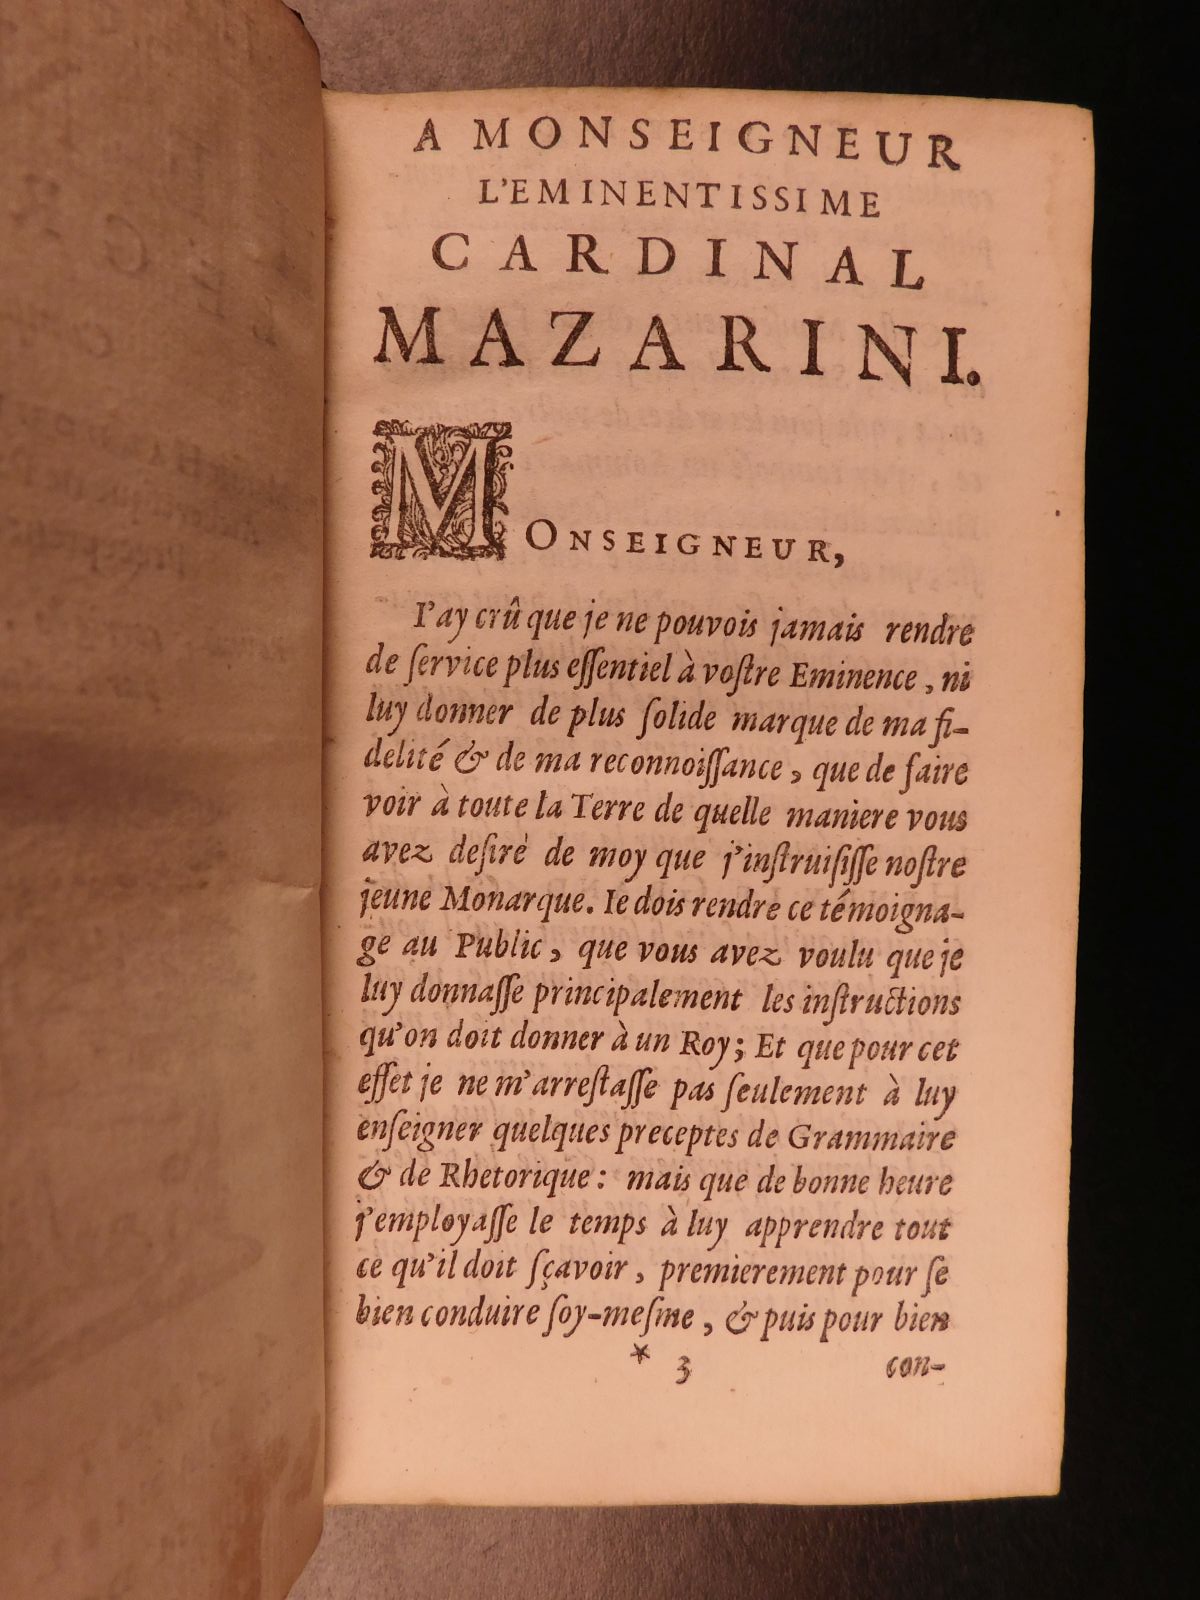 A MONSEIGNEUR
L'EMINENTISSIME
CARDINAL
MAZARINI.
MONSEIGNEUR,
I'ay crû que je ne pouvois jamais rendre
de ſervice plus eſſentiel à voſtre Eminence, ni
luy donner de plus ſolide marque de ma fi-
delité & de ma reconnoiſſance, que de faire
voir à toute la Terre de quelle maniere vous
avez deſiré de moy que j'inſtruiſiſſe noſtre
jeune Monarque. Ie dois rendre ce témoigna-
ge au Public, que vous avez voulu que je
luy donnaſſe principalement les inſtructions
qu'on doit donner à un Roy; Et que pour cet
effet je ne m'arreſtaſſe pas ſeulement à luy
enſeigner quelques preceptes de Grammaire
& de Rhetorique: mais que de bonne heure
j'employaſſe le temps à luy apprendre tout
ce qu'il doit ſçavoir, premierement pour ſe
bien conduire ſoy-meſme, & puis pour bien
* 3 con-